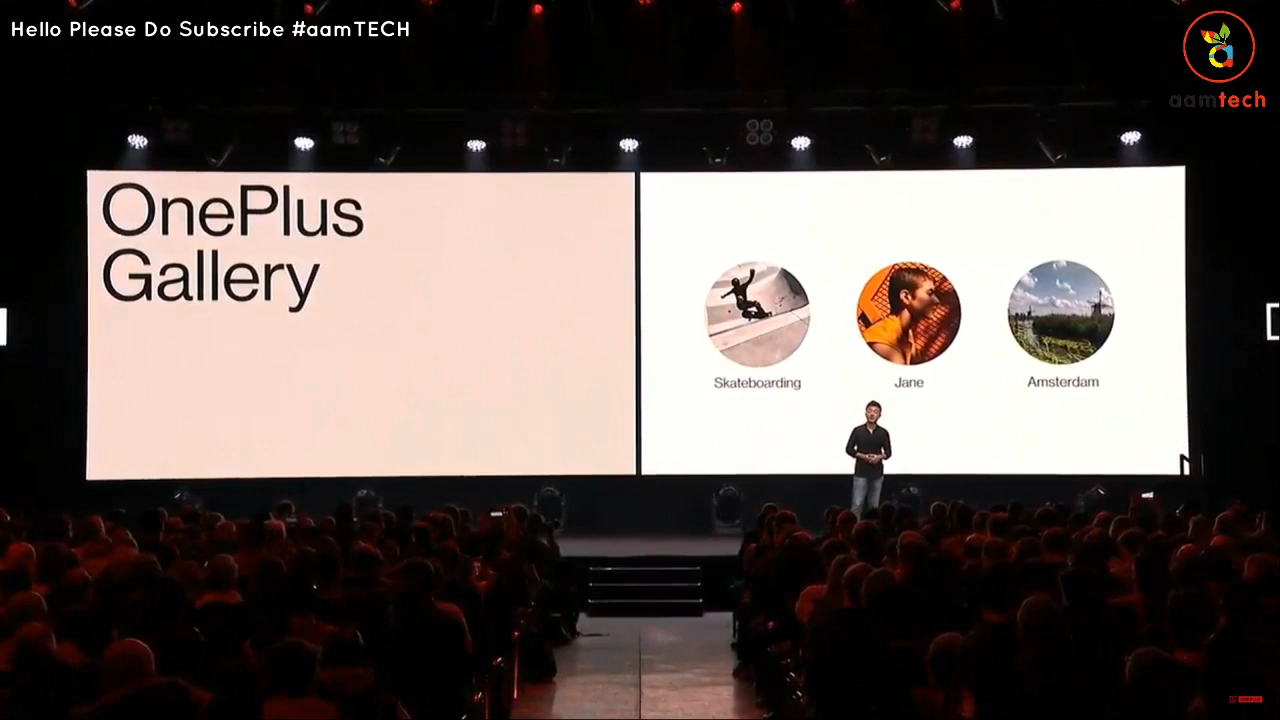 Hello Please Do Subscribe #aamTECH
aamtech
OnePlus
Gallery
Skateboarding
Jane
Amsterdam